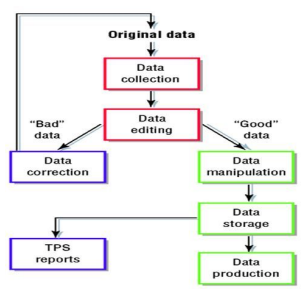 Original data
Data
collection
Data
editing
"Bad"
data
"Good"
data
Data
correction
Data
manipulation
Data
storage
TPS
reports
Data
production